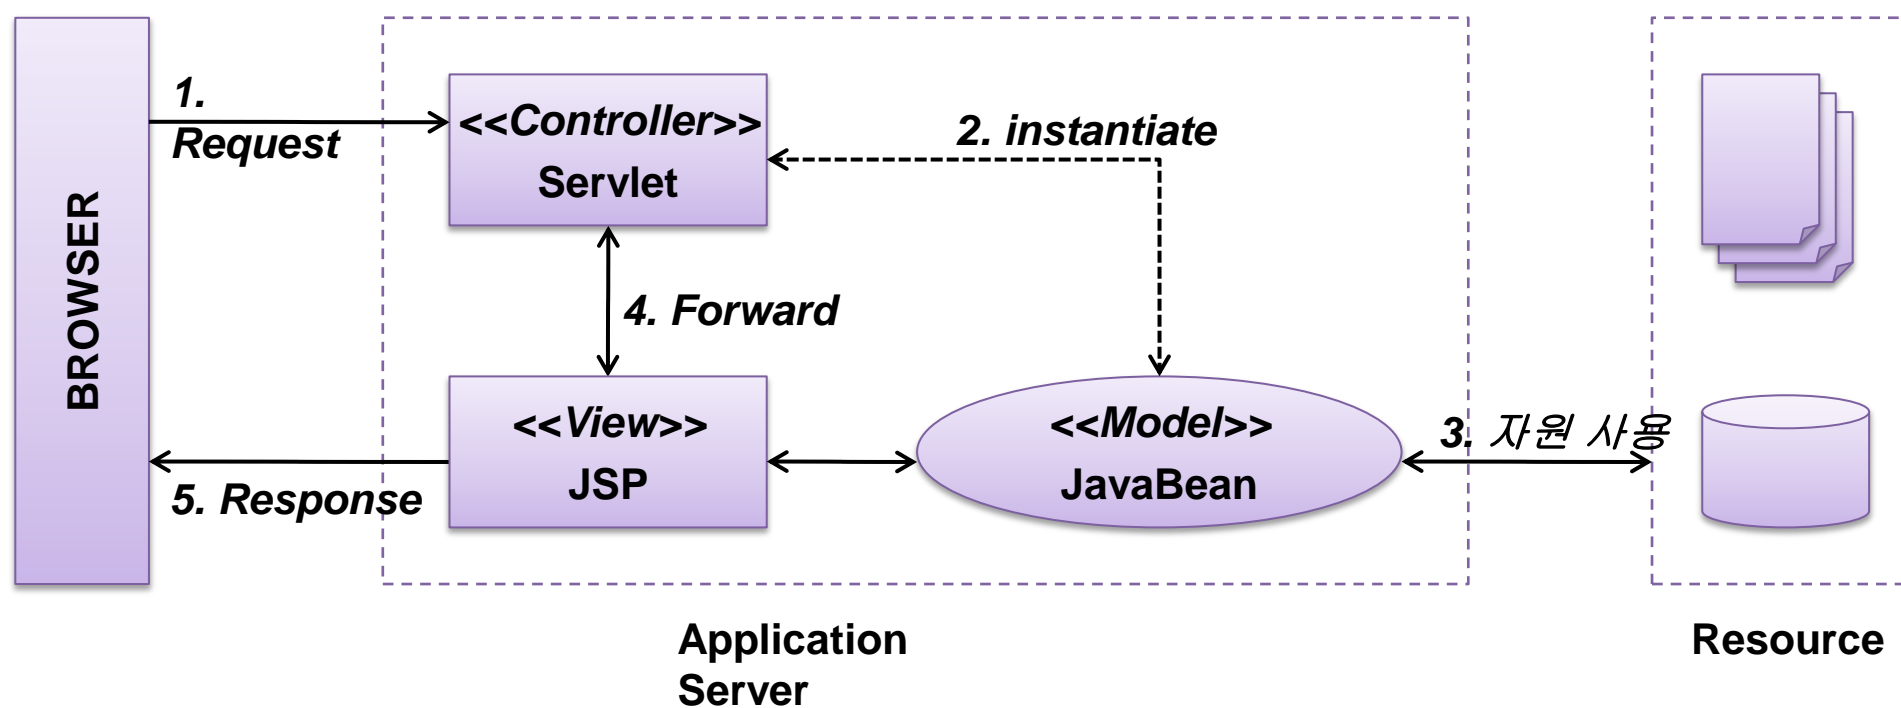 BROWSER
1.
Request
<<Controller>>
Servlet
2. instantiate
4. Forward
<<View>>
JSP
<<Model>>
JavaBean
3. 자원 사용
5. Response
Application
Server
Resource